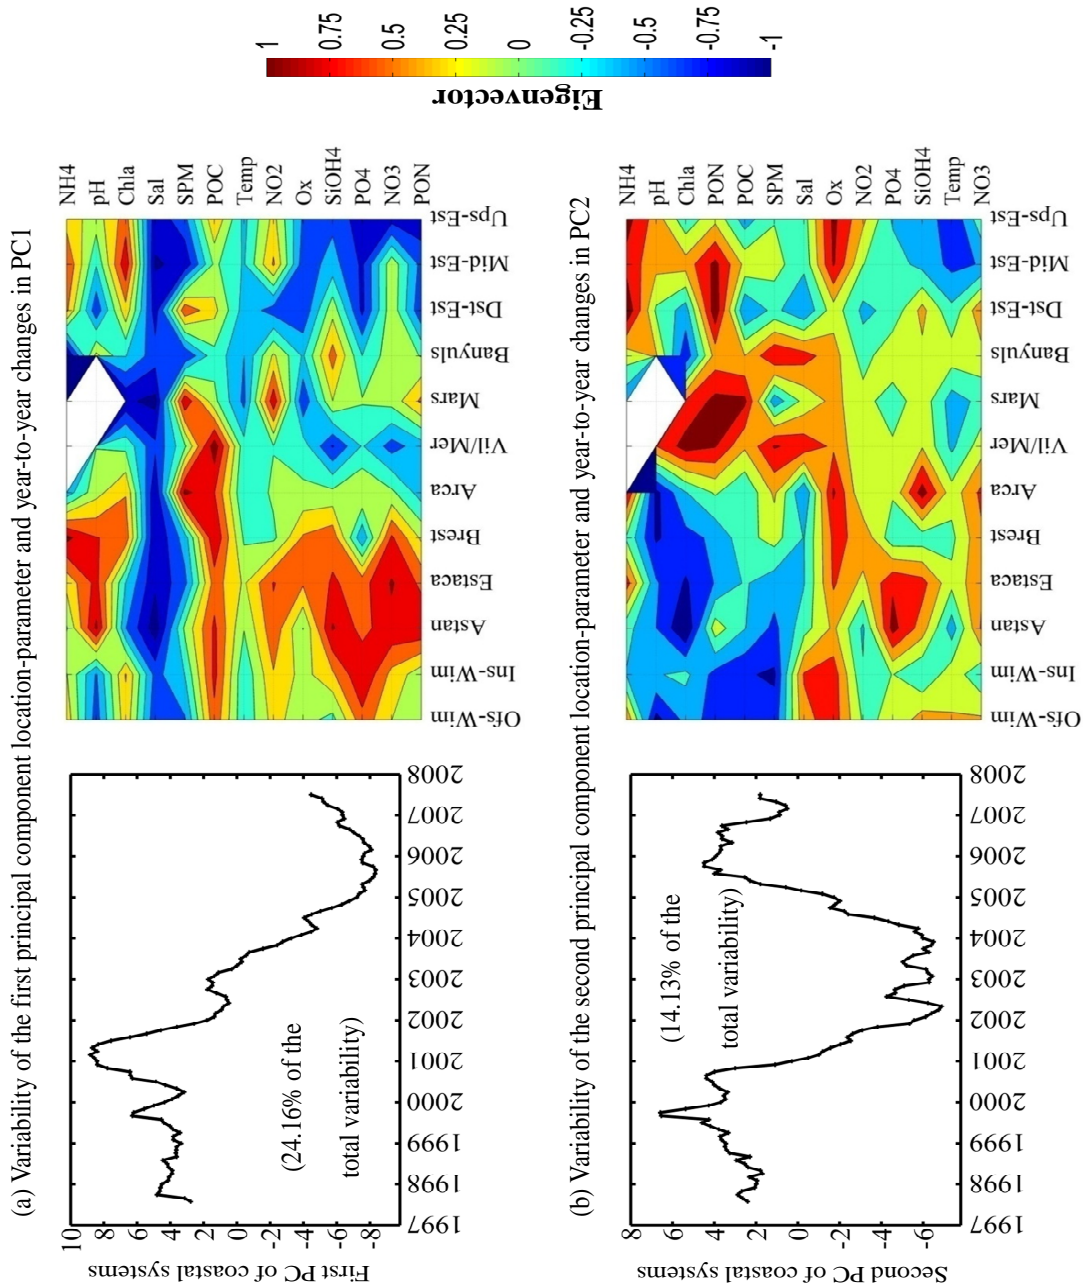 (a) Variability of the first principal component location-parameter and year-to-year changes in PC1
First PC of coastal systems
10
8
6
4
2
0
-2
-4
-6
-8
1997
1998
1999
2000
2001
2002
2003
2004
2005
2006
2007
2008
(24.16% of the
total variability)
NH4
pH
Chla
Sal
SPM
POC
Temp
NO2
Ox
SiOH4
PO4
NO3
PON
Ofs-Wim
Ins-Wim
Astan
Estaca
Brest
Arca
Vil/Mer
Mars
Banyuls
Dst-Est
Mid-Est
Ups-Est
(b) Variability of the second principal component location-parameter and year-to-year changes in PC2
Second PC of coastal systems
8
6
4
2
0
-2
-4
-6
1997
1998
1999
2000
2001
2002
2003
2004
2005
2006
2007
2008
(14.13% of the
total variability)
NH4
pH
Chla
PON
POC
SPM
Sal
Ox
NO2
PO4
SiOH4
Temp
NO3
Ofs-Wim
Ins-Wim
Astan
Estaca
Brest
Arca
Vil/Mer
Mars
Banyuls
Dst-Est
Mid-Est
Ups-Est
Eigenvector
1
0.75
0.5
0.25
0
-0.25
-0.5
-0.75
-1